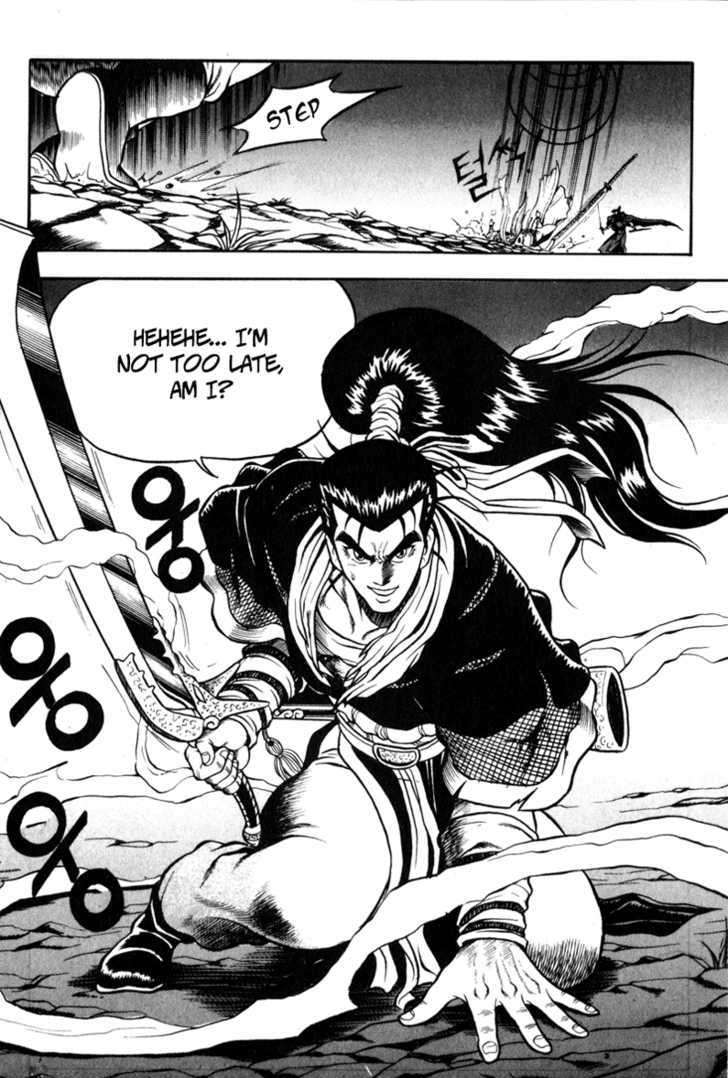 STEP
털썩
HEHEHE... I'M
NOT TOO LATE,
AM I?
웅
웅
웅